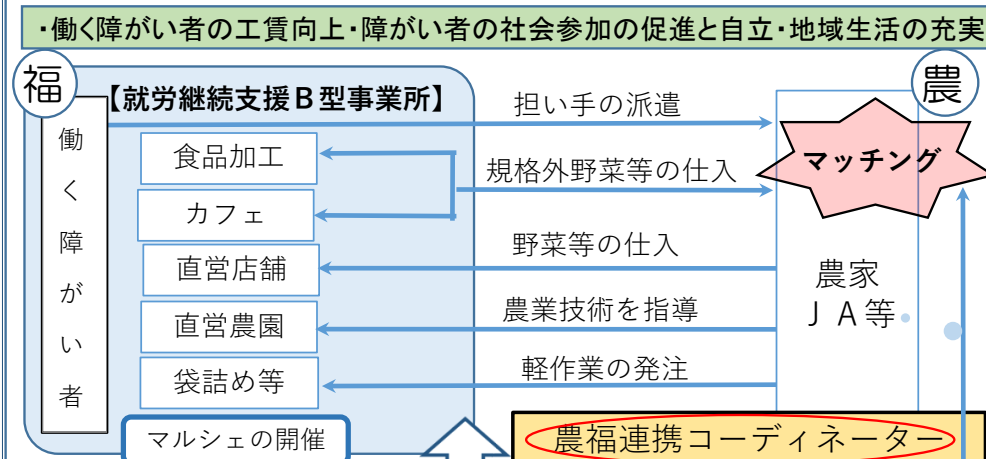 ・働く障がい者の工賃向上・障がい者の社会参加の促進と自立・地域生活の充実
福
【就労継続支援Ｂ型事業所】
農
働く障がい者
食品加工
カフェ
直営店舗
直営農園
袋詰め等
マルシェの開催
担い手の派遣
規格外野菜等の仕入
野菜等の仕入
農業技術を指導
軽作業の発注
マッチング
農家
ＪＡ等
農福連携コーディネーター